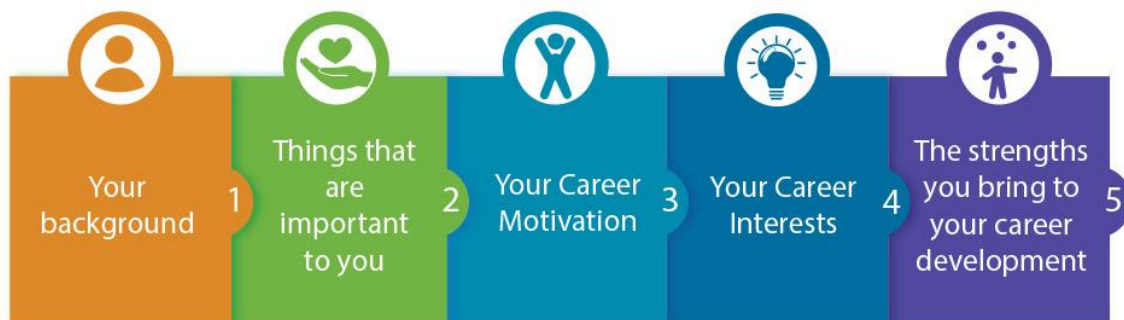 Your
background
1
Things that
are
important
to you
2
Your Career
Motivation
3
Your Career
Interests
4
The strengths
you bring to
your career
development
5